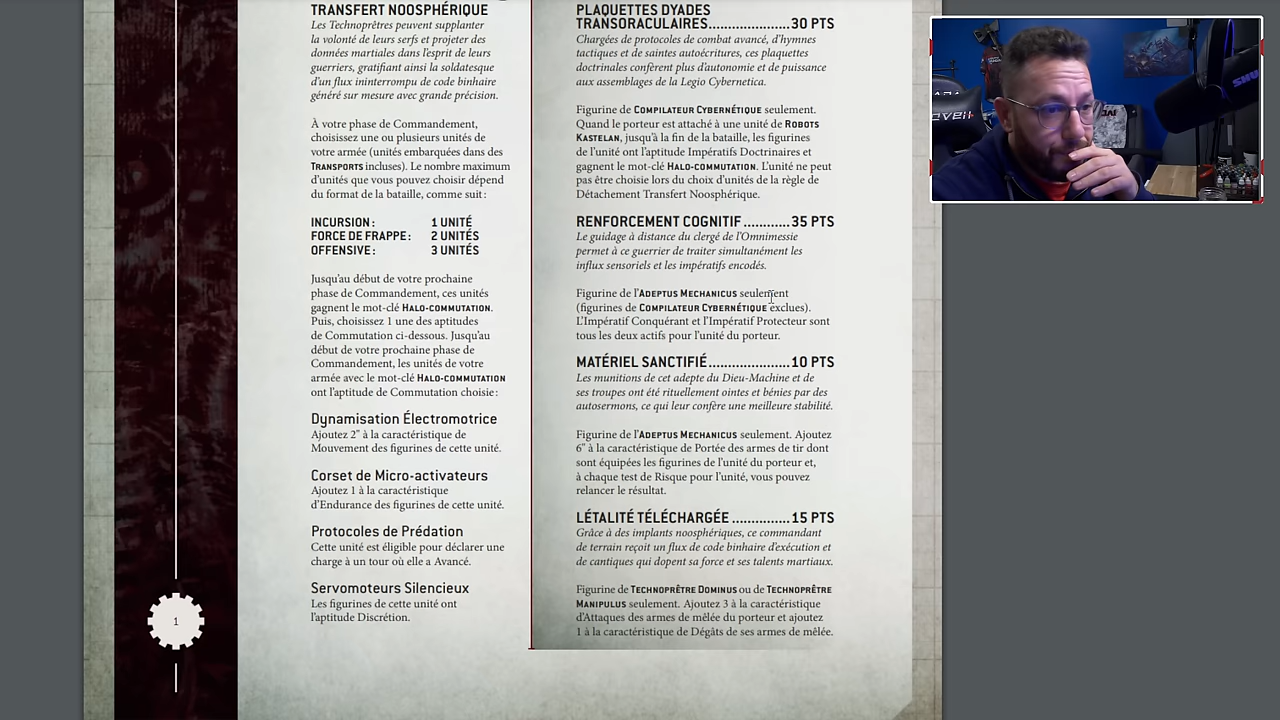 TRANSFERT NOOSPHÉRIQUE
Les Technoprêtres peuvent supplanter
la volonté de leurs serfs et projeter des
données martiales dans l'esprit de leurs
guerriers, gratifiant ainsi la soldatesque
d'un flux ininterrompu de code binhaire
généré sur mesure avec grande précision.
À votre phase de Commandement,
choisissez une ou plusieurs unités de
votre armée (unités embarquées dans des
TRANSPORTS exclues). Le nombre maximum
d'unités que vous pouvez choisir dépend
du format de la bataille, comme suit :
INCURSION : 1 UNITÉ
FORCE DE FRAPPE : 2 UNITÉS
OFFENSIVE : 3 UNITÉS
Jusqu'au début de votre prochaine
phase de Commandement, ces unités
gagnent le mot-clé HALO-COMMUTATION.
Puis, choisissez 1 une des aptitudes
de Commutation ci-dessous. Jusqu'au
début de votre prochaine phase de
Commandement, les unités de votre
armée avec le mot-clé HALO-COMMUTATION
ont l'aptitude de Commutation choisie :
Dynamisation Électromotrice
Ajoutez 2" à la caractéristique de
Mouvement des figurines de cette unité.
Corset de Micro-activateurs
Ajoutez 1 à la caractéristique
d'Endurance des figurines de cette unité.
Protocoles de Prédation
Cette unité est éligible pour déclarer une
charge à un tour où elle a Avancé.
Servomoteurs Silencieux
Les figurines de cette unité ont
l'aptitude Discrétion.
1
PLAQUETTES DYADES
TRANSORACULAIRES....................30 PTS
Chargées de protocoles de combat avancé, d'hymnes
tactiques et de saintes autoécritures, ces plaquettes
doctrinales confèrent plus d'autonomie et de puissance
aux assemblages de la Legio Cybernetica.
Figurine de COMPILATEUR CYBERNÉTIQUE seulement.
Quand le porteur est attaché à une unité de ROBOTS
KASTELAN, jusqu'à la fin de la bataille, les figurines
de l'unité ont l'aptitude Impératifs Doctrinaires et
gagnent le mot-clé HALO-COMMUTATION. L'unité ne peut
pas être choisie lors du choix d'unités de la règle de
Détachement Transfert Noosphérique.
RENFORCEMENT COGNITIF............35 PTS
Le guidage à distance du clergé de l'Omnimessie
permet à ce guerrier de traiter simultanément les
influx sensoriels et les impératifs encodés.
Figurine de l'ADEPTUS MECHANICUS seulement
(figurines de COMPILATEUR CYBERNÉTIQUE exclues).
L'Impératif Conquérant et l'Impératif Protecteur sont
tous les deux actifs pour l'unité du porteur.
MATÉRIEL SANCTIFIÉ.....................10 PTS
Les munitions de cet adepte du Dieu-Machine et de
ses troupes ont été rituellement ointes et bénies par des
autosermons, ce qui leur confère une meilleure stabilité.
Figurine de l'ADEPTUS MECHANICUS seulement. Ajoutez
6" à la caractéristique de Portée des armes de tir dont
sont équipées les figurines de l'unité du porteur et,
à chaque test de Risque pour l'unité, vous pouvez
relancer le résultat.
LÉTALITÉ TÉLÉCHARGÉE...............15 PTS
Grâce à des implants noosphériques, ce commandant
de terrain reçoit un flux de code binhaire d'exécution et
de cantiques qui dopent sa force et ses talents martiaux.
Figurine de TECHNOPRÊTRE DOMINUS ou de TECHNOPRÊTRE
MANIPULUS seulement. Ajoutez 3 à la caractéristique
d'Attaques des armes de mêlée du porteur et ajoutez
1 à la caractéristique de Dégâts de ses armes de mêlée.